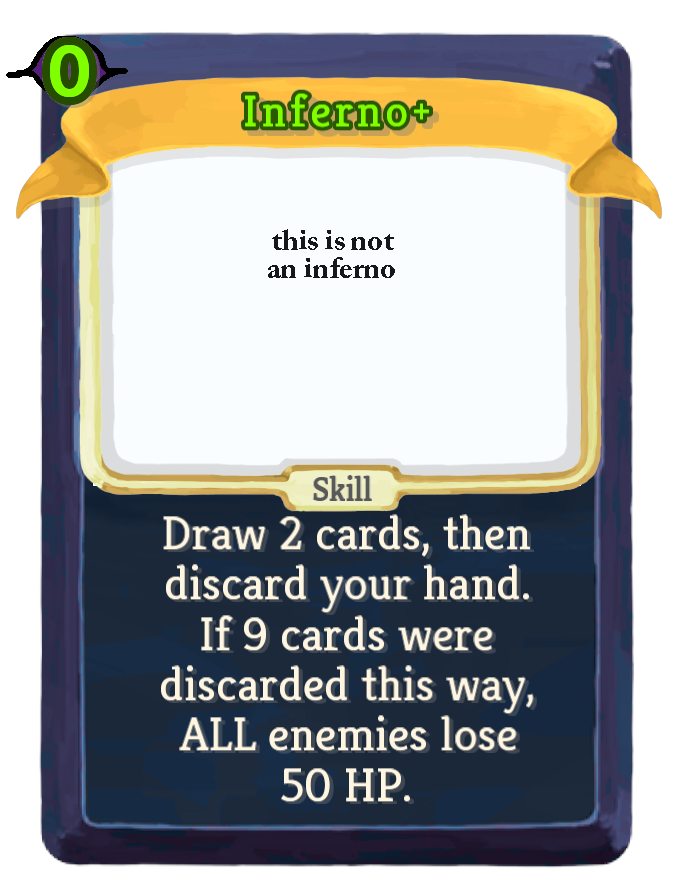 0
Inferno+
this is not
an inferno
Skill
Draw 2 cards, then
discard your hand.
If 9 cards were
discarded this way,
ALL enemies lose
50 HP.